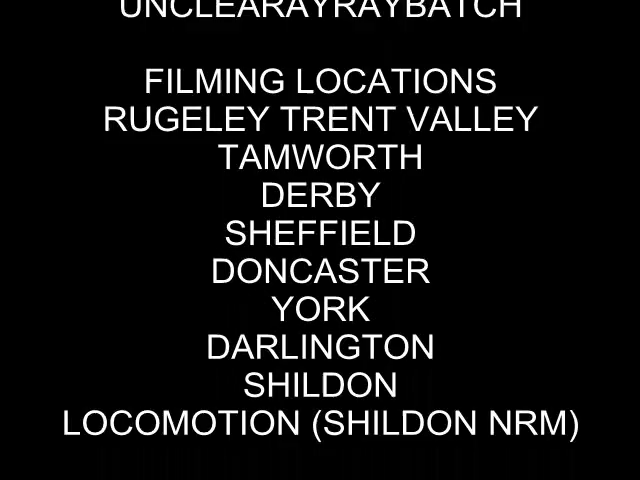 UNCLEARAYRAYBATCH
FILMING LOCATIONS
RUGELEY TRENT VALLEY
TAMWORTH
DERBY
SHEFFIELD
DONCASTER
YORK
DARLINGTON
SHILDON
LOCOMOTION (SHILDON NRM)